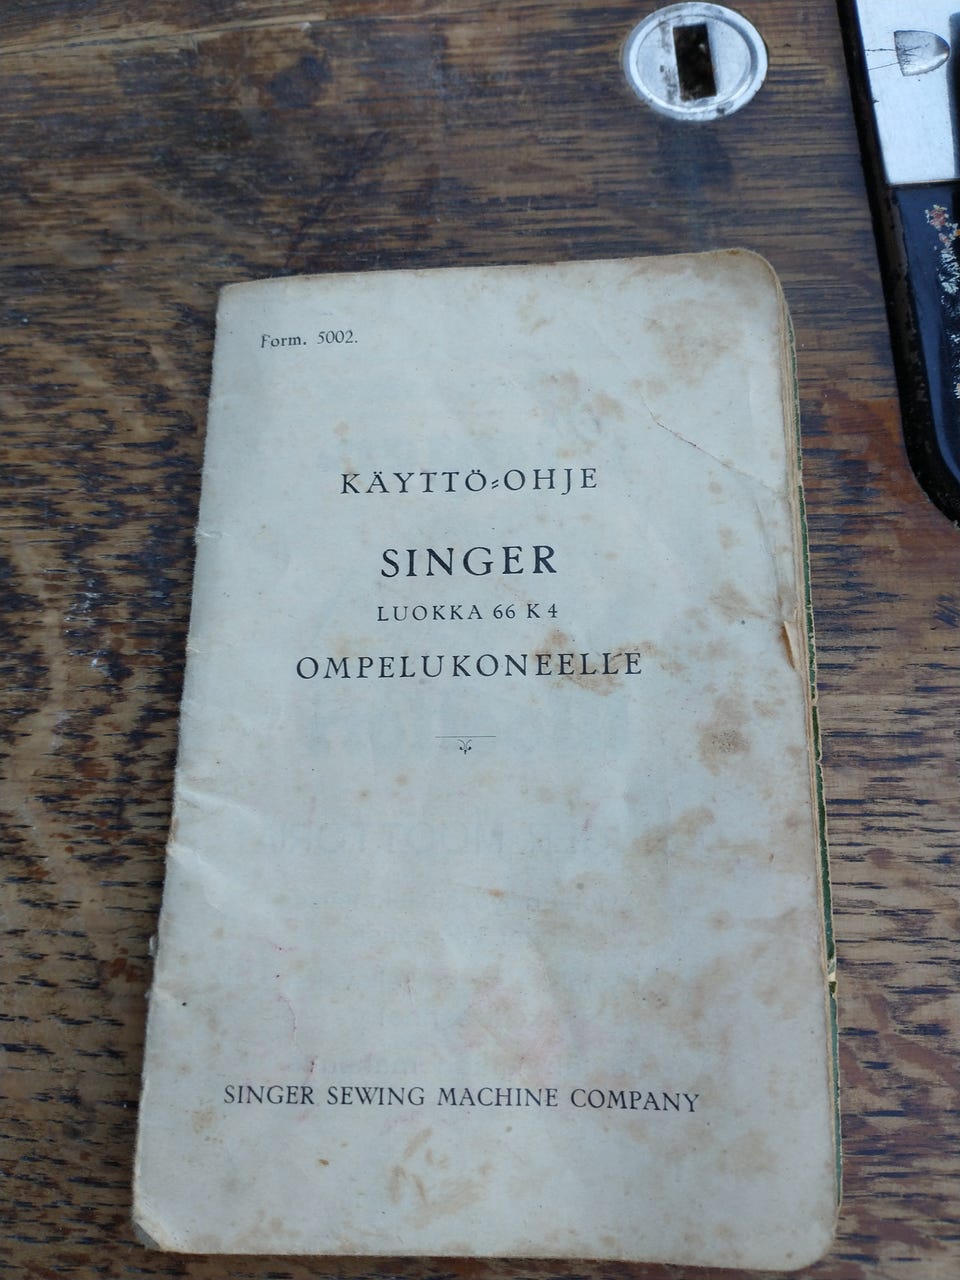 Form. 5002.
KÄYTTÖ-OHJE
SINGER
LUOKKA 66 K 4
OMPELUKONEELLE
SINGER SEWING MACHINE COMPANY